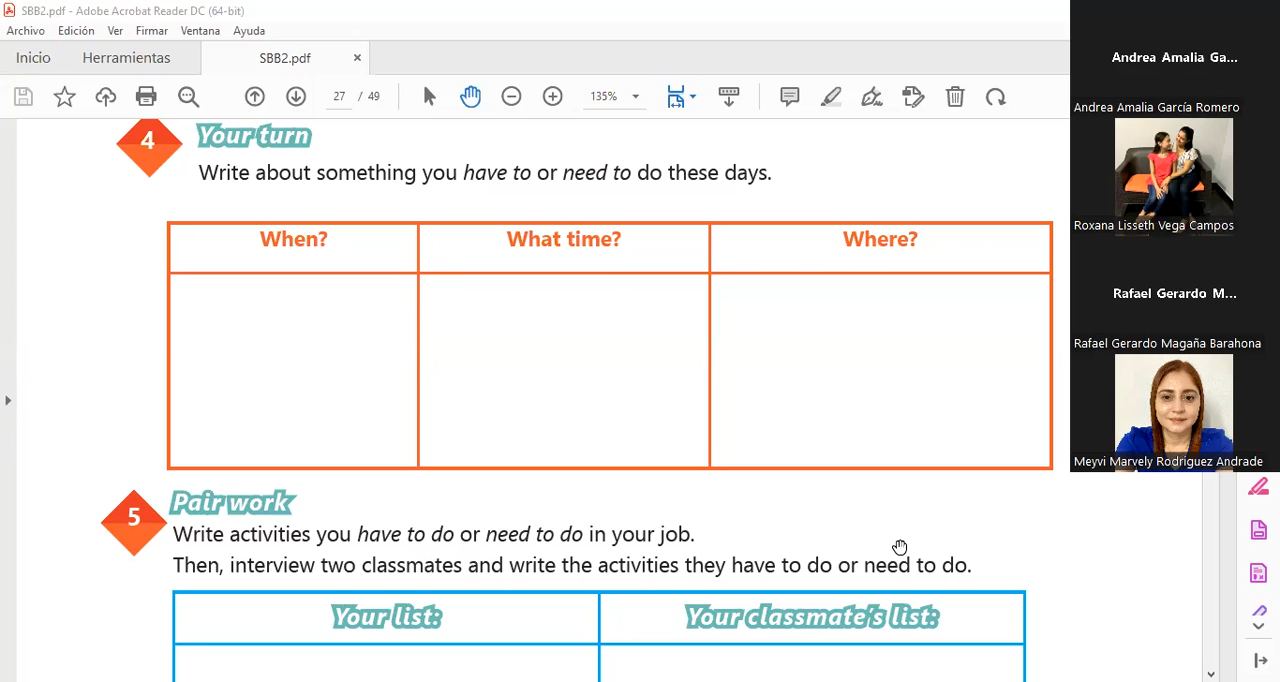 SBB2.pdf - Adobe Acrobat Reader DC (64-bit)
Archivo Edición Ver Firmar Ventana Ayuda
Inicio Herramientas SBB2.pdf ×
27 / 49 135%
4 Your turn
Write about something you have to or need to do these days.
When? What time? Where?
5 Pair work
Write activities you have to do or need to do in your job.
Then, interview two classmates and write the activities they have to do or need to do.
Your list: Your classmate's list:
Andrea Amalia Ga...
Andrea Amalia García Romero
Roxana Lisseth Vega Campos
Rafael Gerardo M...
Rafael Gerardo Magaña Barahona
Meyvi Marvely Rodríguez Andrade